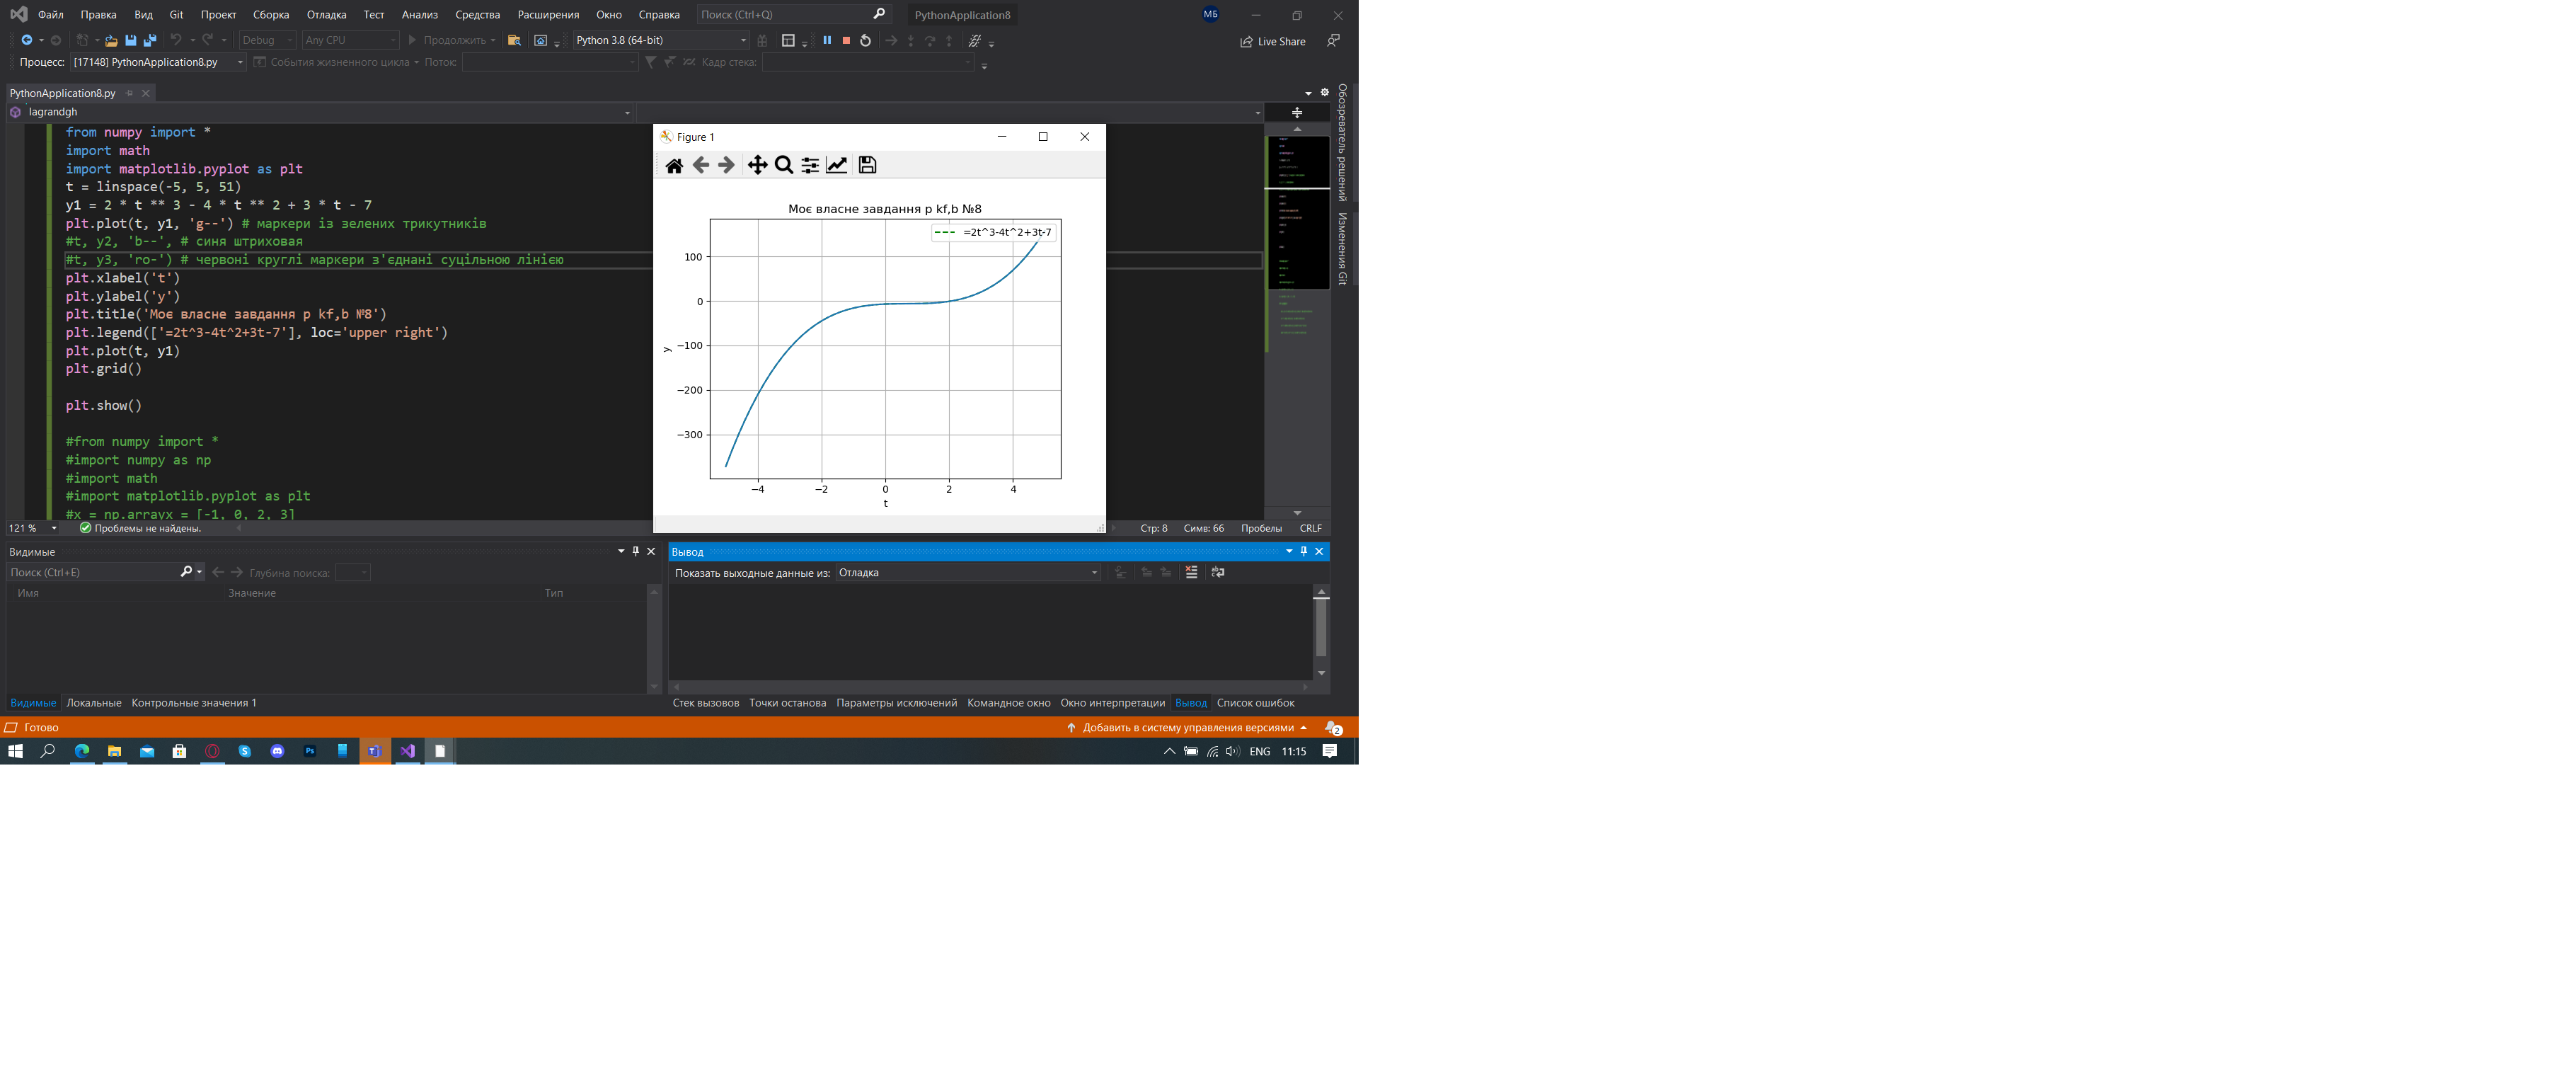 Файл Правка Вид Git Проект Сборка Отладка Тест Анализ Средства Расширения Окно Справка Поиск (Ctrl+Q) PythonApplication8 МБ
Debug Any CPU Продолжить Python 3.8 (64-bit) Live Share
Процесс: [17148] PythonApplication8.py События жизненного цикла Поток: Кадр стека:
PythonApplication8.py
lagrandgh
from numpy import *
import math
import matplotlib.pyplot as plt
t = linspace(-5, 5, 51)
y1 = 2 * t ** 3 - 4 * t ** 2 + 3 * t - 7
plt.plot(t, y1, 'g--') # маркери із зелених трикутників
#t, y2, 'b--', # синя штриховая
#t, y3, 'ro-') # червоні круглі маркери з'єднані суцільною лінією
plt.xlabel('t')
plt.ylabel('y')
plt.title('Моє власне завдання р kf,b №8')
plt.legend(['=2t^3-4t^2+3t-7'], loc='upper right')
plt.plot(t, y1)
plt.grid()
plt.show()
#from numpy import *
#import numpy as np
#import math
#import matplotlib.pyplot as plt
#x = np.arrayx = [-1, 0, 2, 3]
Figure 1
Моє власне завдання р kf,b №8
=2t^3-4t^2+3t-7
100
0
−100
−200
−300
y
−4 −2 0 2 4
t
Обозреватель решений
Изменения Git
121 % Проблемы не найдены. Стр: 8 Симв: 66 Пробелы CRLF
Видимые
Поиск (Ctrl+E) Глубина поиска:
Имя Значение Тип
Видимые Локальные Контрольные значения 1
Вывод
Показать выходные данные из: Отладка
Стек вызовов Точки останова Параметры исключений Командное окно Окно интерпретации Вывод Список ошибок
Готово Добавить в систему управления версиями 2
S Ps T ENG 11:15